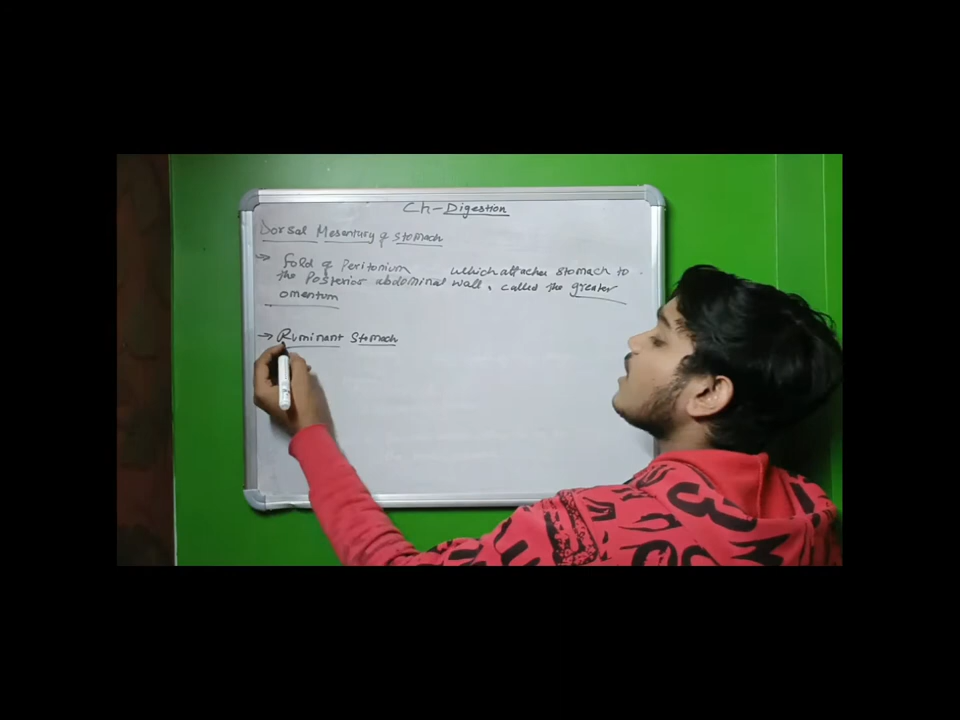 Ch - Digestion
Dorsal Mesentury of Stomach
→ fold of Peritonium which attaches stomach to
the Posterior abdominal wall, called the greater
omentum
→ Ruminant Stomach